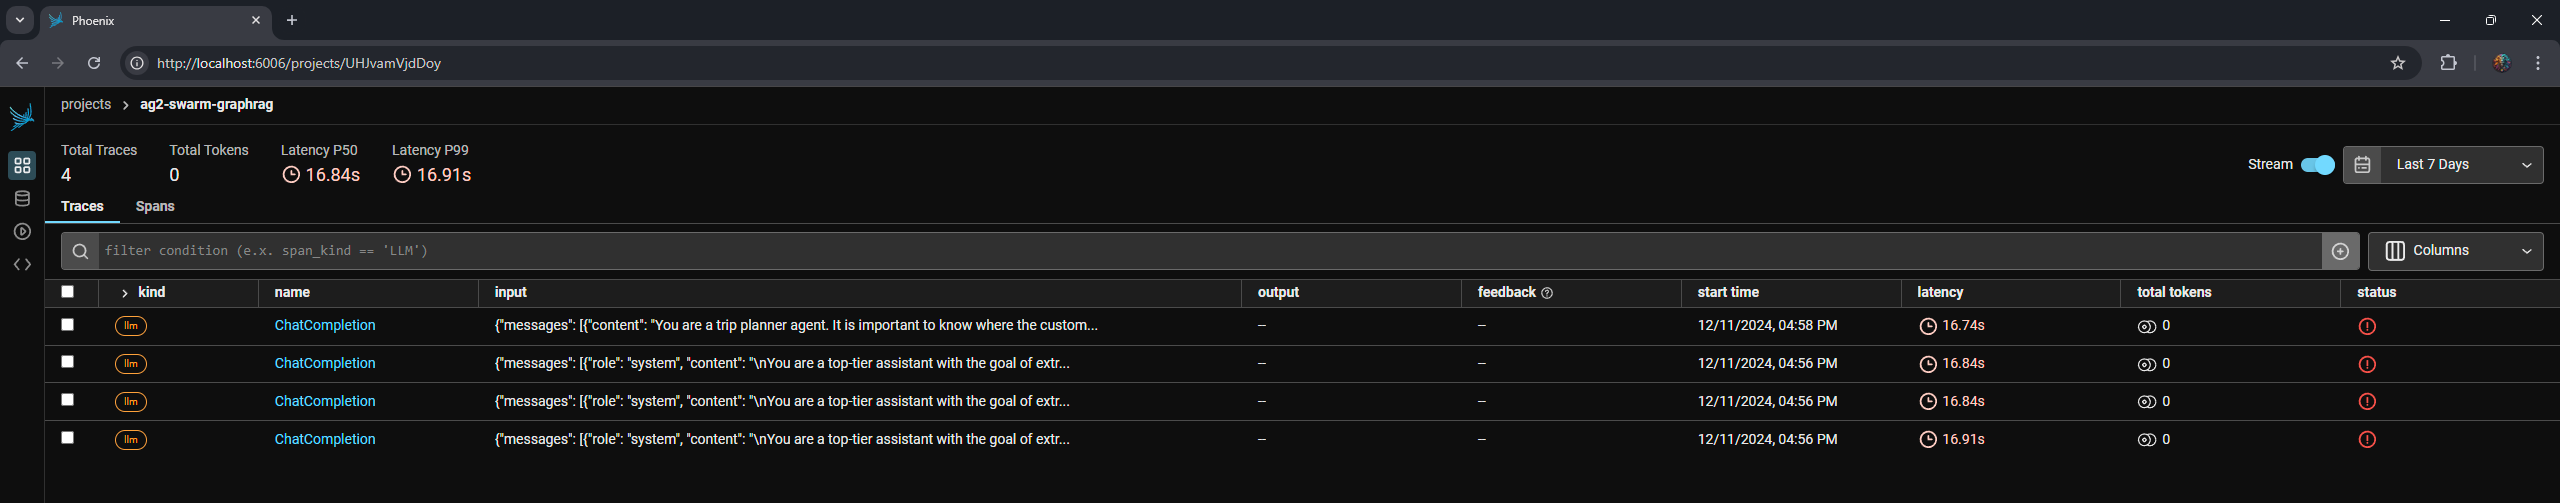 Phoenix
http://localhost:6006/projects/UHJvamVjdDoy
projects > ag2-swarm-graphrag
Total Traces Total Tokens Latency P50 Latency P99
4 0 16.84s 16.91s
Stream Last 7 Days
Traces Spans
filter condition (e.x. span_kind == 'LLM')
Columns
kind name input output feedback start time latency total tokens status
llm ChatCompletion {"messages": [{"content": "You are a trip planner agent. It is important to know where the custom... -- -- 12/11/2024, 04:58 PM 16.74s 0
llm ChatCompletion {"messages": [{"role": "system", "content": "\nYou are a top-tier assistant with the goal of extr... -- -- 12/11/2024, 04:56 PM 16.84s 0
llm ChatCompletion {"messages": [{"role": "system", "content": "\nYou are a top-tier assistant with the goal of extr... -- -- 12/11/2024, 04:56 PM 16.84s 0
llm ChatCompletion {"messages": [{"role": "system", "content": "\nYou are a top-tier assistant with the goal of extr... -- -- 12/11/2024, 04:56 PM 16.91s 0